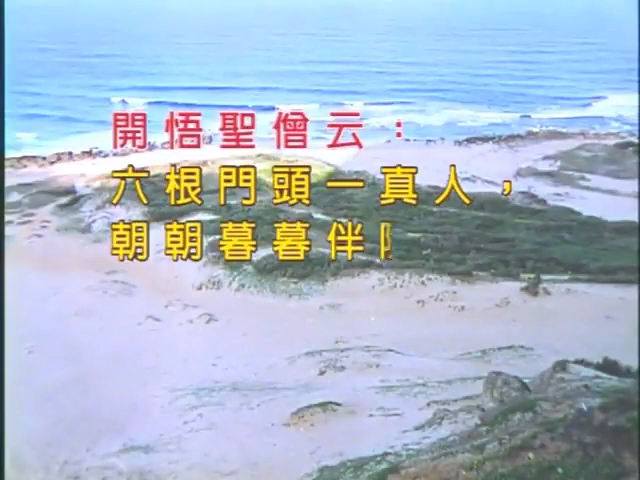 開悟聖僧云：
六根門頭一真人，
朝朝暮暮伴